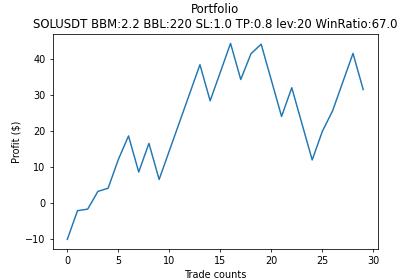 Portfolio
SOLUSDT BBM:2.2 BBL:220 SL:1.0 TP:0.8 lev:20 WinRatio:67.0
Profit ($)
40
30
20
10
0
−10
0 5 10 15 20 25 30
Trade counts